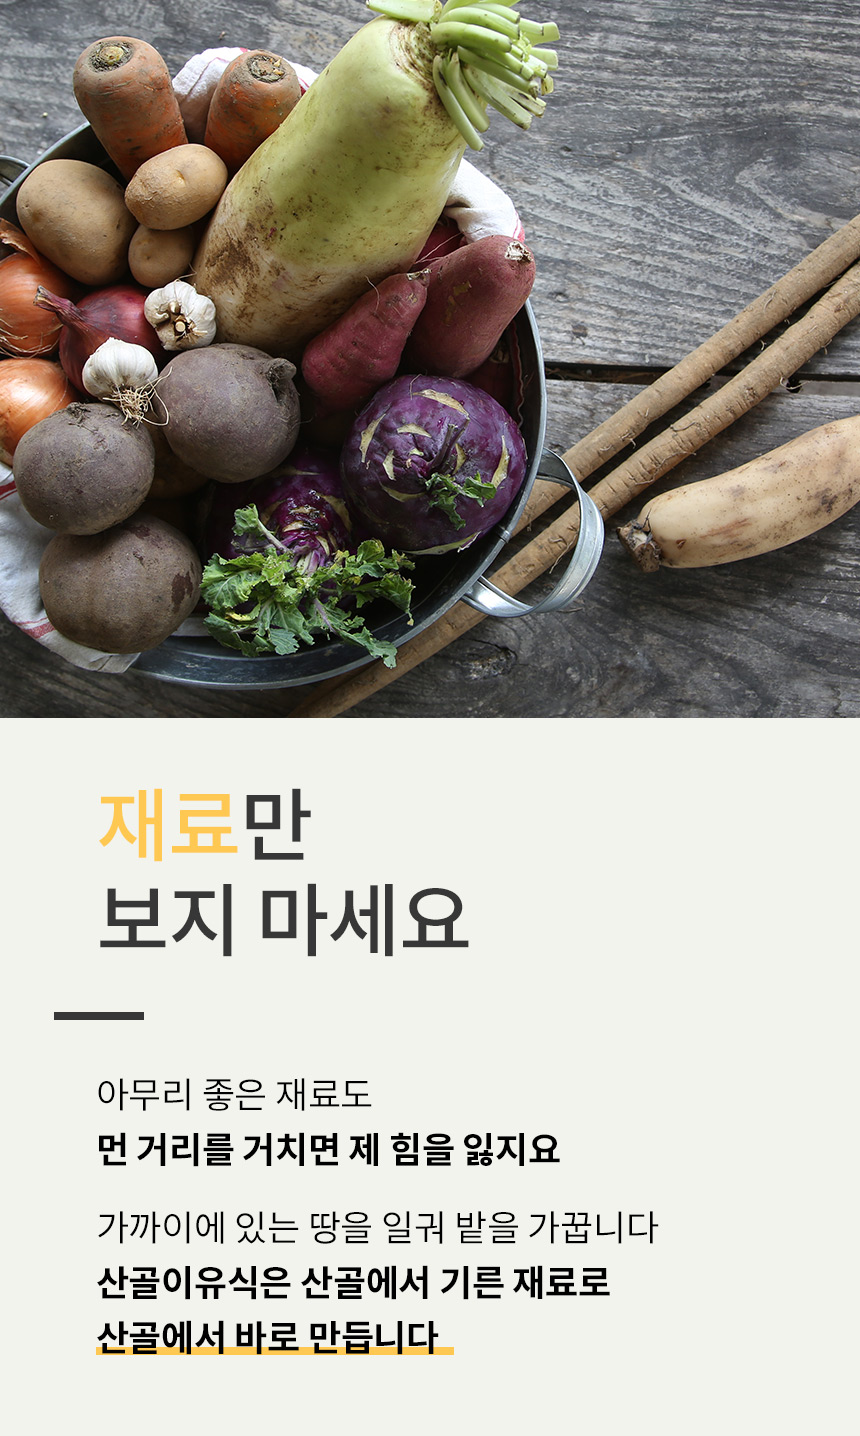 재료만
보지 마세요
아무리 좋은 재료도
먼 거리를 거치면 제 힘을 잃지요
가까이에 있는 땅을 일궈 밭을 가꿉니다
산골이유식은 산골에서 기른 재료로
산골에서 바로 만듭니다